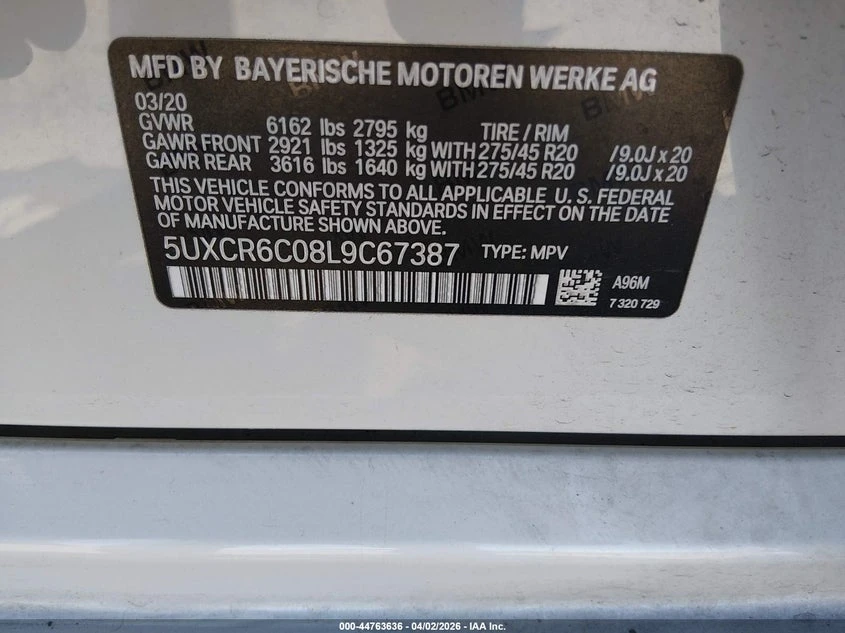 MFD BY BAYERISCHE MOTOREN WERKE AG
03/20
GVWR 6162 lbs 2795 kg TIRE / RIM
GAWR FRONT 2921 lbs 1325 kg WITH 275/45 R20 /9.0J x 20
GAWR REAR 3616 lbs 1640 kg WITH 275/45 R20 /9.0J x 20
THIS VEHICLE CONFORMS TO ALL APPLICABLE U. S. FEDERAL
MOTOR VEHICLE SAFETY STANDARDS IN EFFECT ON THE DATE
OF MANUFACTURE SHOWN ABOVE.
5UXCR6C08L9C67387 TYPE: MPV
A96M
7 320 729
000-44763636 - 04/02/2026 - IAA Inc.